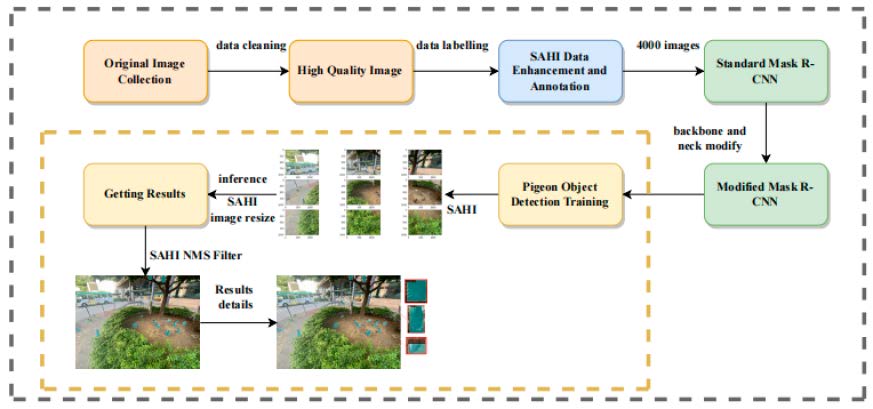 data cleaning
data labelling
4000 images
Original Image
Collection
High Quality Image
SAHI Data
Enhancement and
Annotation
Standard Mask R-
CNN
backbone and
neck modify
Getting Results
inference
SAHI
image resize
SAHI
Pigeon Object
Detection Training
Modified Mask R-
CNN
SAHI NMS Filter
Results
details